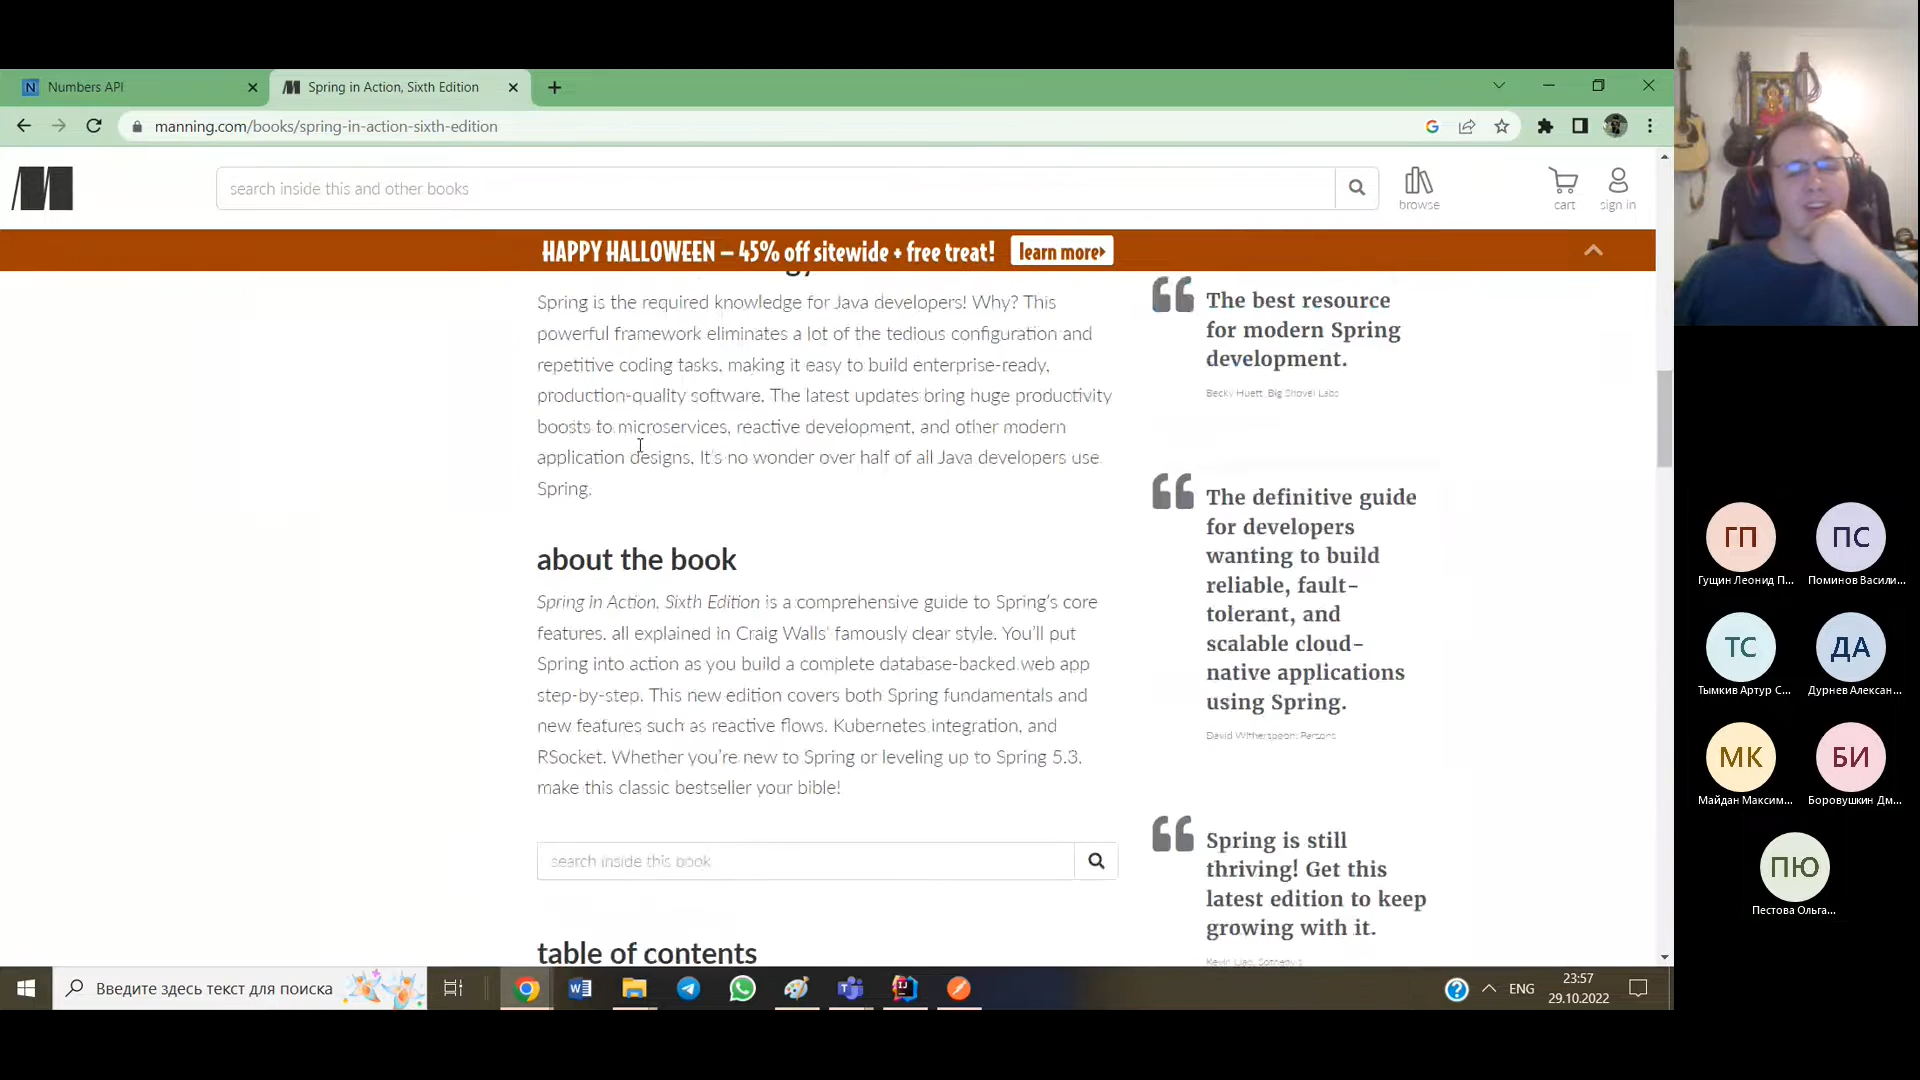 Numbers API
Spring in Action, Sixth Edition
manning.com/books/spring-in-action-sixth-edition
search inside this and other books
browse
cart
sign in
HAPPY HALLOWEEN – 45% off sitewide + free treat!
learn more
Spring is the required knowledge for Java developers! Why? This
powerful framework eliminates a lot of the tedious configuration and
repetitive coding tasks, making it easy to build enterprise-ready,
production-quality software. The latest updates bring huge productivity
boosts to microservices, reactive development, and other modern
application designs. It's no wonder over half of all Java developers use
Spring.
about the book
Spring in Action, Sixth Edition is a comprehensive guide to Spring's core
features, all explained in Craig Walls' famously clear style. You'll put
Spring into action as you build a complete database-backed web app
step-by-step. This new edition covers both Spring fundamentals and
new features such as reactive flows, Kubernetes integration, and
RSocket. Whether you're new to Spring or leveling up to Spring 5.3,
make this classic bestseller your bible!
search inside this book
table of contents
The best resource
for modern Spring
development.
Becky Huett, Big Shovel Labs
The definitive guide
for developers
wanting to build
reliable, fault-
tolerant, and
scalable cloud-
native applications
using Spring.
David Witherspoon, Parsons
Spring is still
thriving! Get this
latest edition to keep
growing with it.
ГП
Гущин Леонид П...
ПС
Поминов Васили...
ТС
Тымкив Артур С...
ДА
Дурнев Алексан...
МК
Майдан Максим...
БИ
Боровушкин Дм...
ПЮ
Пестова Ольга...
Введите здесь текст для поиска
ENG
23:57
29.10.2022